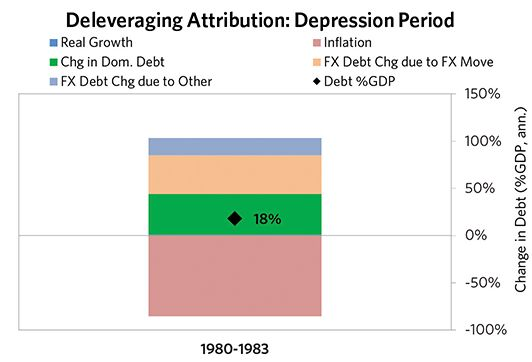 Deleveraging Attribution: Depression Period
Real Growth
Inflation
Chg in Dom. Debt
FX Debt Chg due to FX Move
FX Debt Chg due to Other
Debt %GDP
150%
100%
50%
0%
-50%
-100%
Change in Debt (%GDP, ann.)
18%
1980-1983